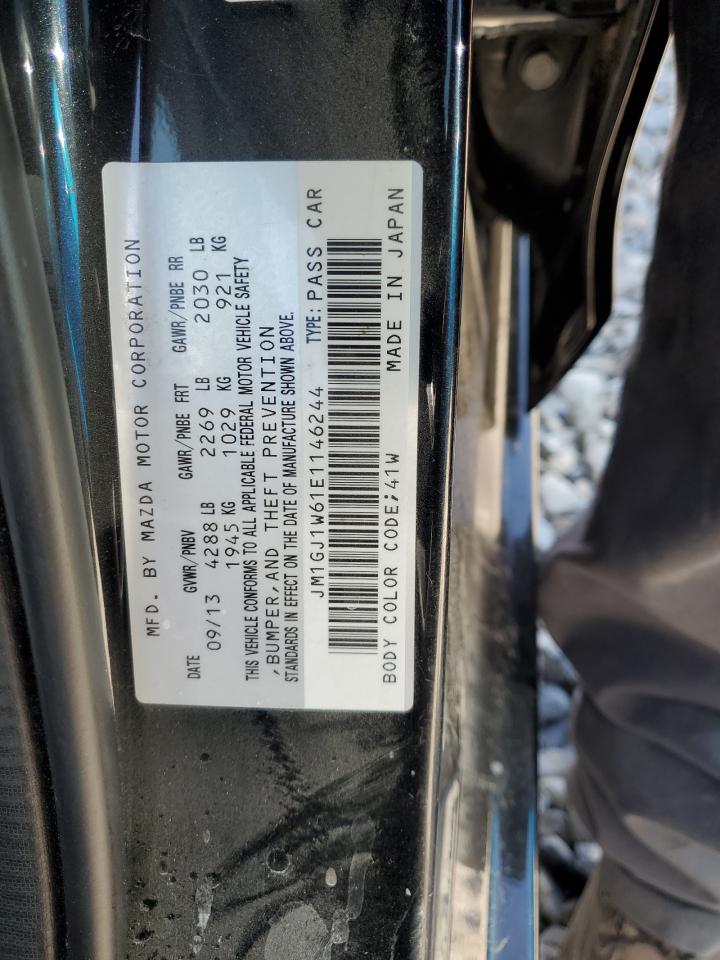 MFD. BY MAZDA MOTOR CORPORATION
DATE GVWR/PNBV GAWR/PNBE FRT GAWR/PNBE RR
09/13 4288 LB 2269 LB 2030 LB
1945 KG 1029 KG 921 KG
THIS VEHICLE CONFORMS TO ALL APPLICABLE FEDERAL MOTOR VEHICLE SAFETY
,BUMPER,AND THEFT PREVENTION
STANDARDS IN EFFECT ON THE DATE OF MANUFACTURE SHOWN ABOVE.
JM1GJ1W61E1146244 TYPE: PASS CAR
BODY COLOR CODE;41W MADE IN JAPAN